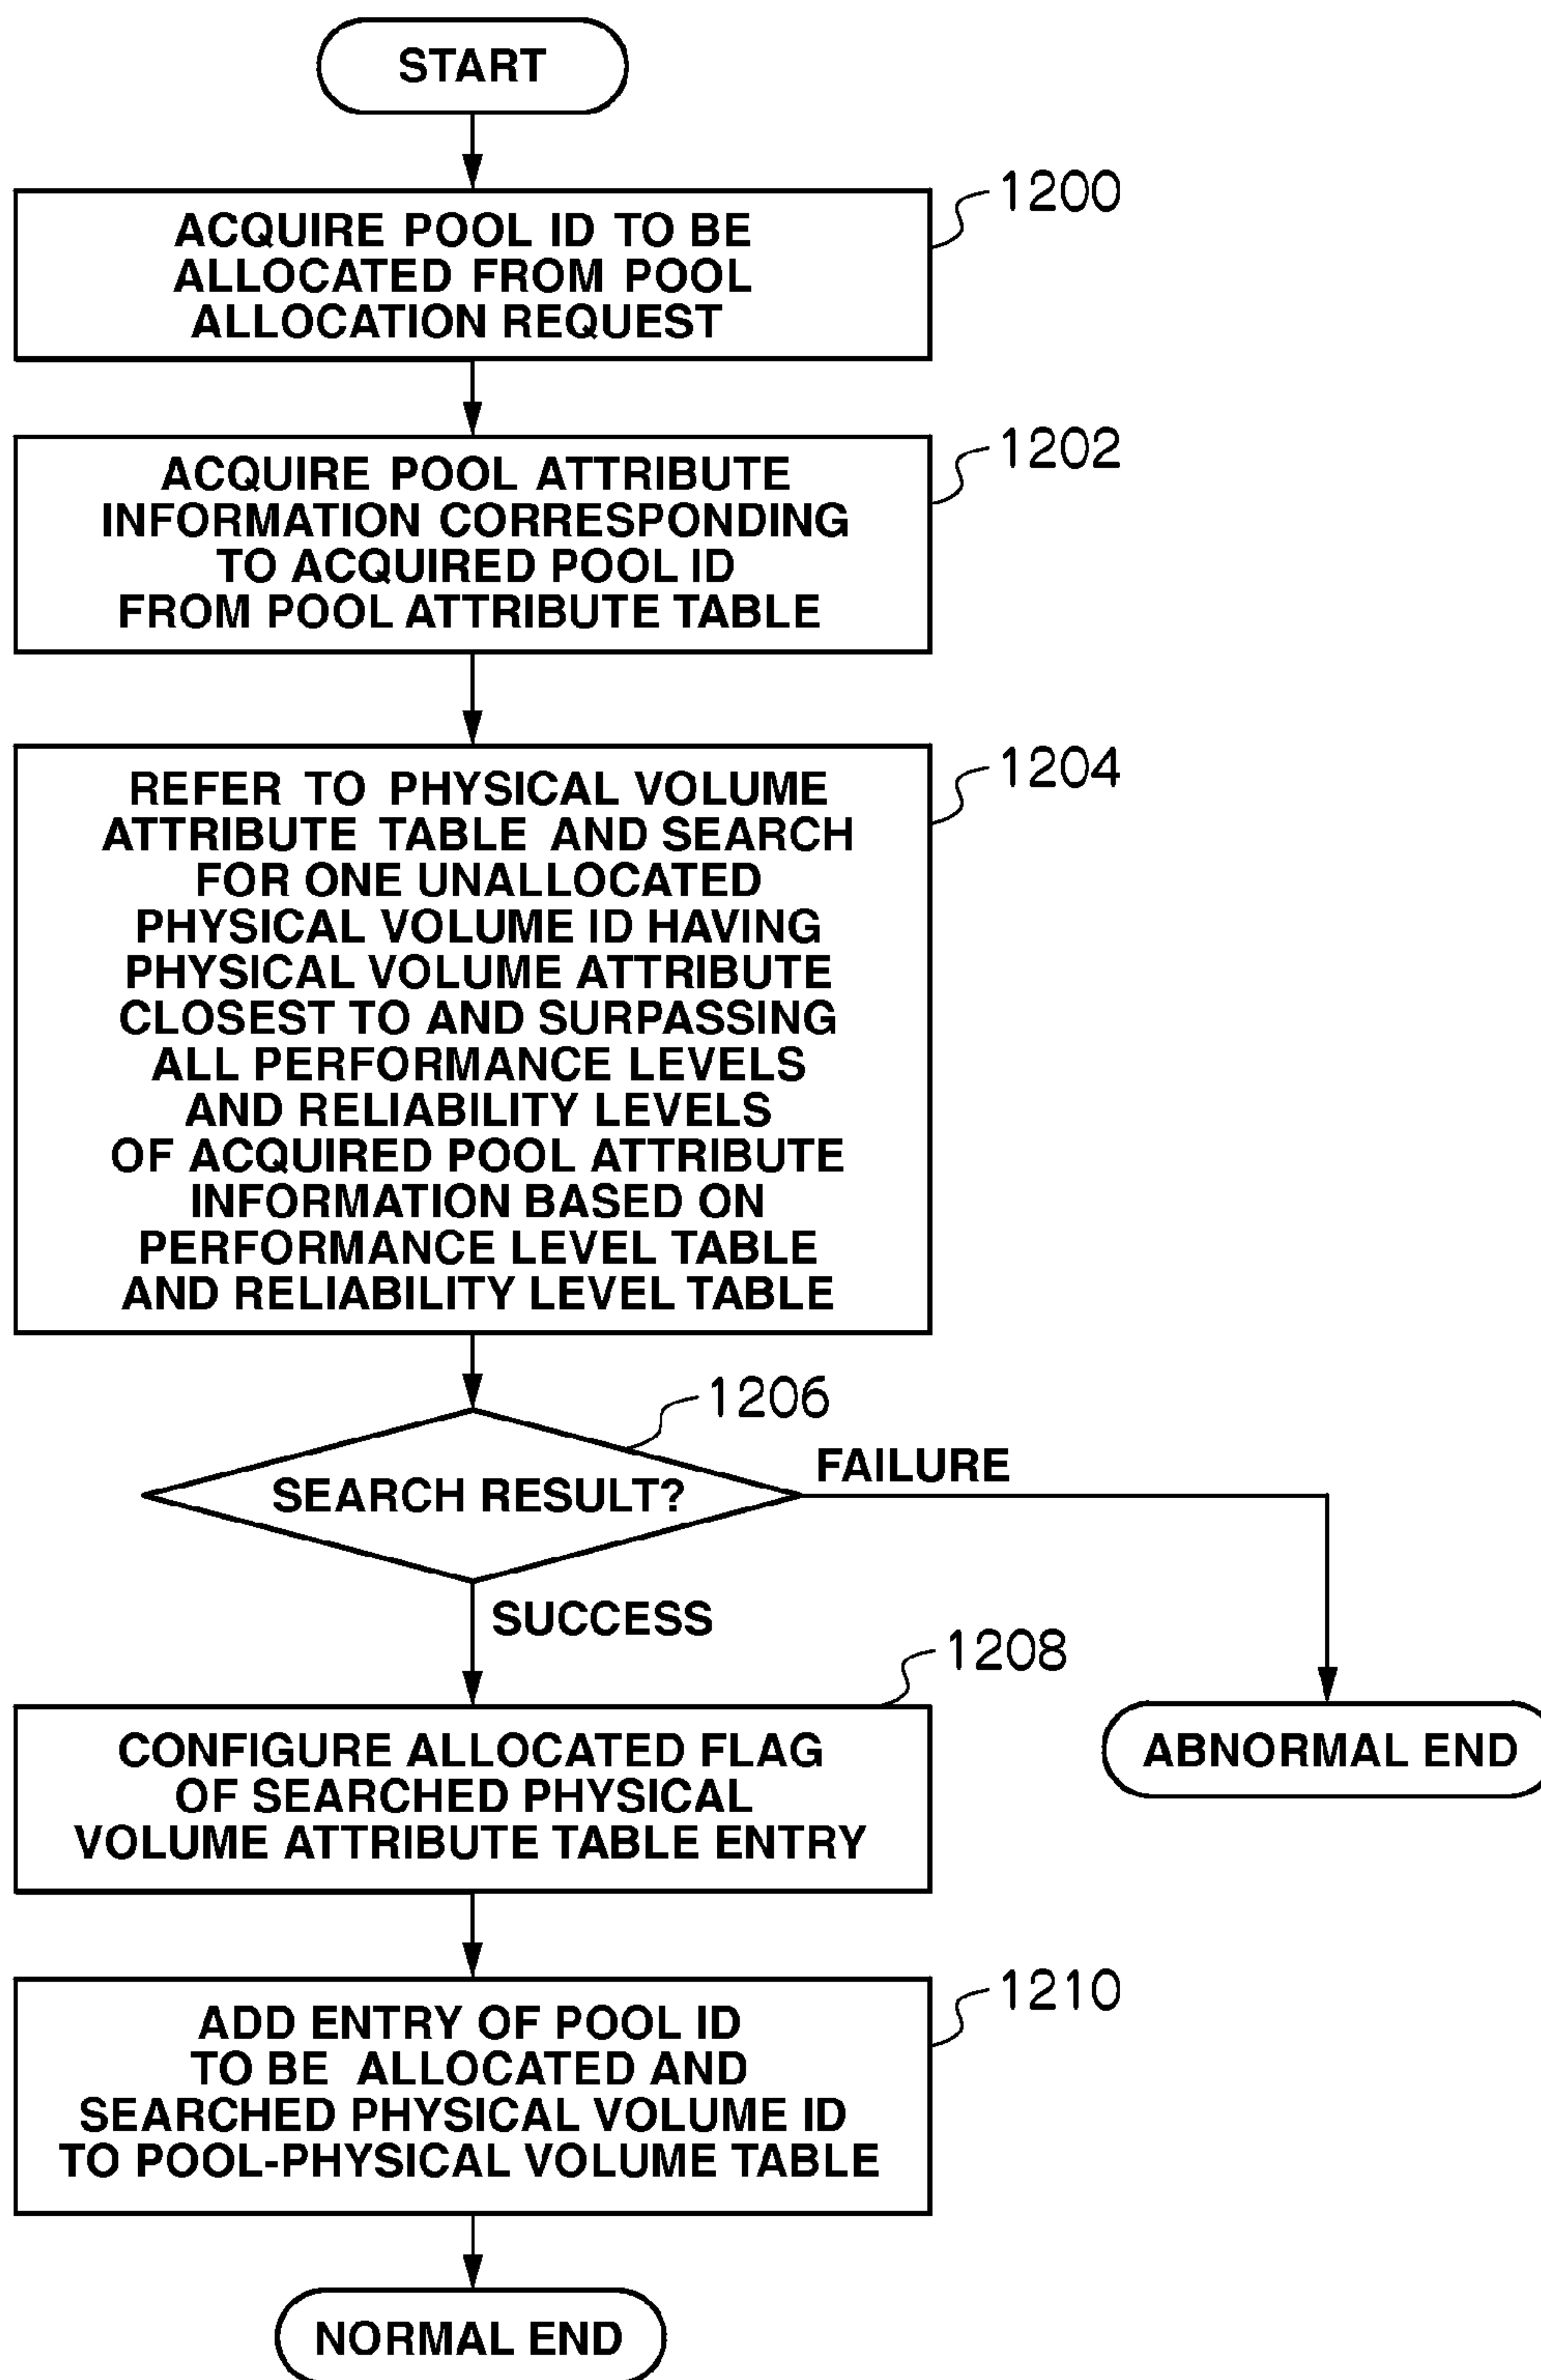 START
1200
ACQUIRE POOL ID TO BE
ALLOCATED FROM POOL
ALLOCATION REQUEST
1202
ACQUIRE POOL ATTRIBUTE
INFORMATION CORRESPONDING
TO ACQUIRED POOL ID
FROM POOL ATTRIBUTE TABLE
1204
REFER TO PHYSICAL VOLUME
ATTRIBUTE TABLE AND SEARCH
FOR ONE UNALLOCATED
PHYSICAL VOLUME ID HAVING
PHYSICAL VOLUME ATTRIBUTE
CLOSEST TO AND SURPASSING
ALL PERFORMANCE LEVELS
AND RELIABILITY LEVELS
OF ACQUIRED POOL ATTRIBUTE
INFORMATION BASED ON
PERFORMANCE LEVEL TABLE
AND RELIABILITY LEVEL TABLE
1206
SEARCH RESULT?
FAILURE
SUCCESS
1208
CONFIGURE ALLOCATED FLAG
OF SEARCHED PHYSICAL
VOLUME ATTRIBUTE TABLE ENTRY
ABNORMAL END
1210
ADD ENTRY OF POOL ID
TO BE ALLOCATED AND
SEARCHED PHYSICAL VOLUME ID
TO POOL-PHYSICAL VOLUME TABLE
NORMAL END